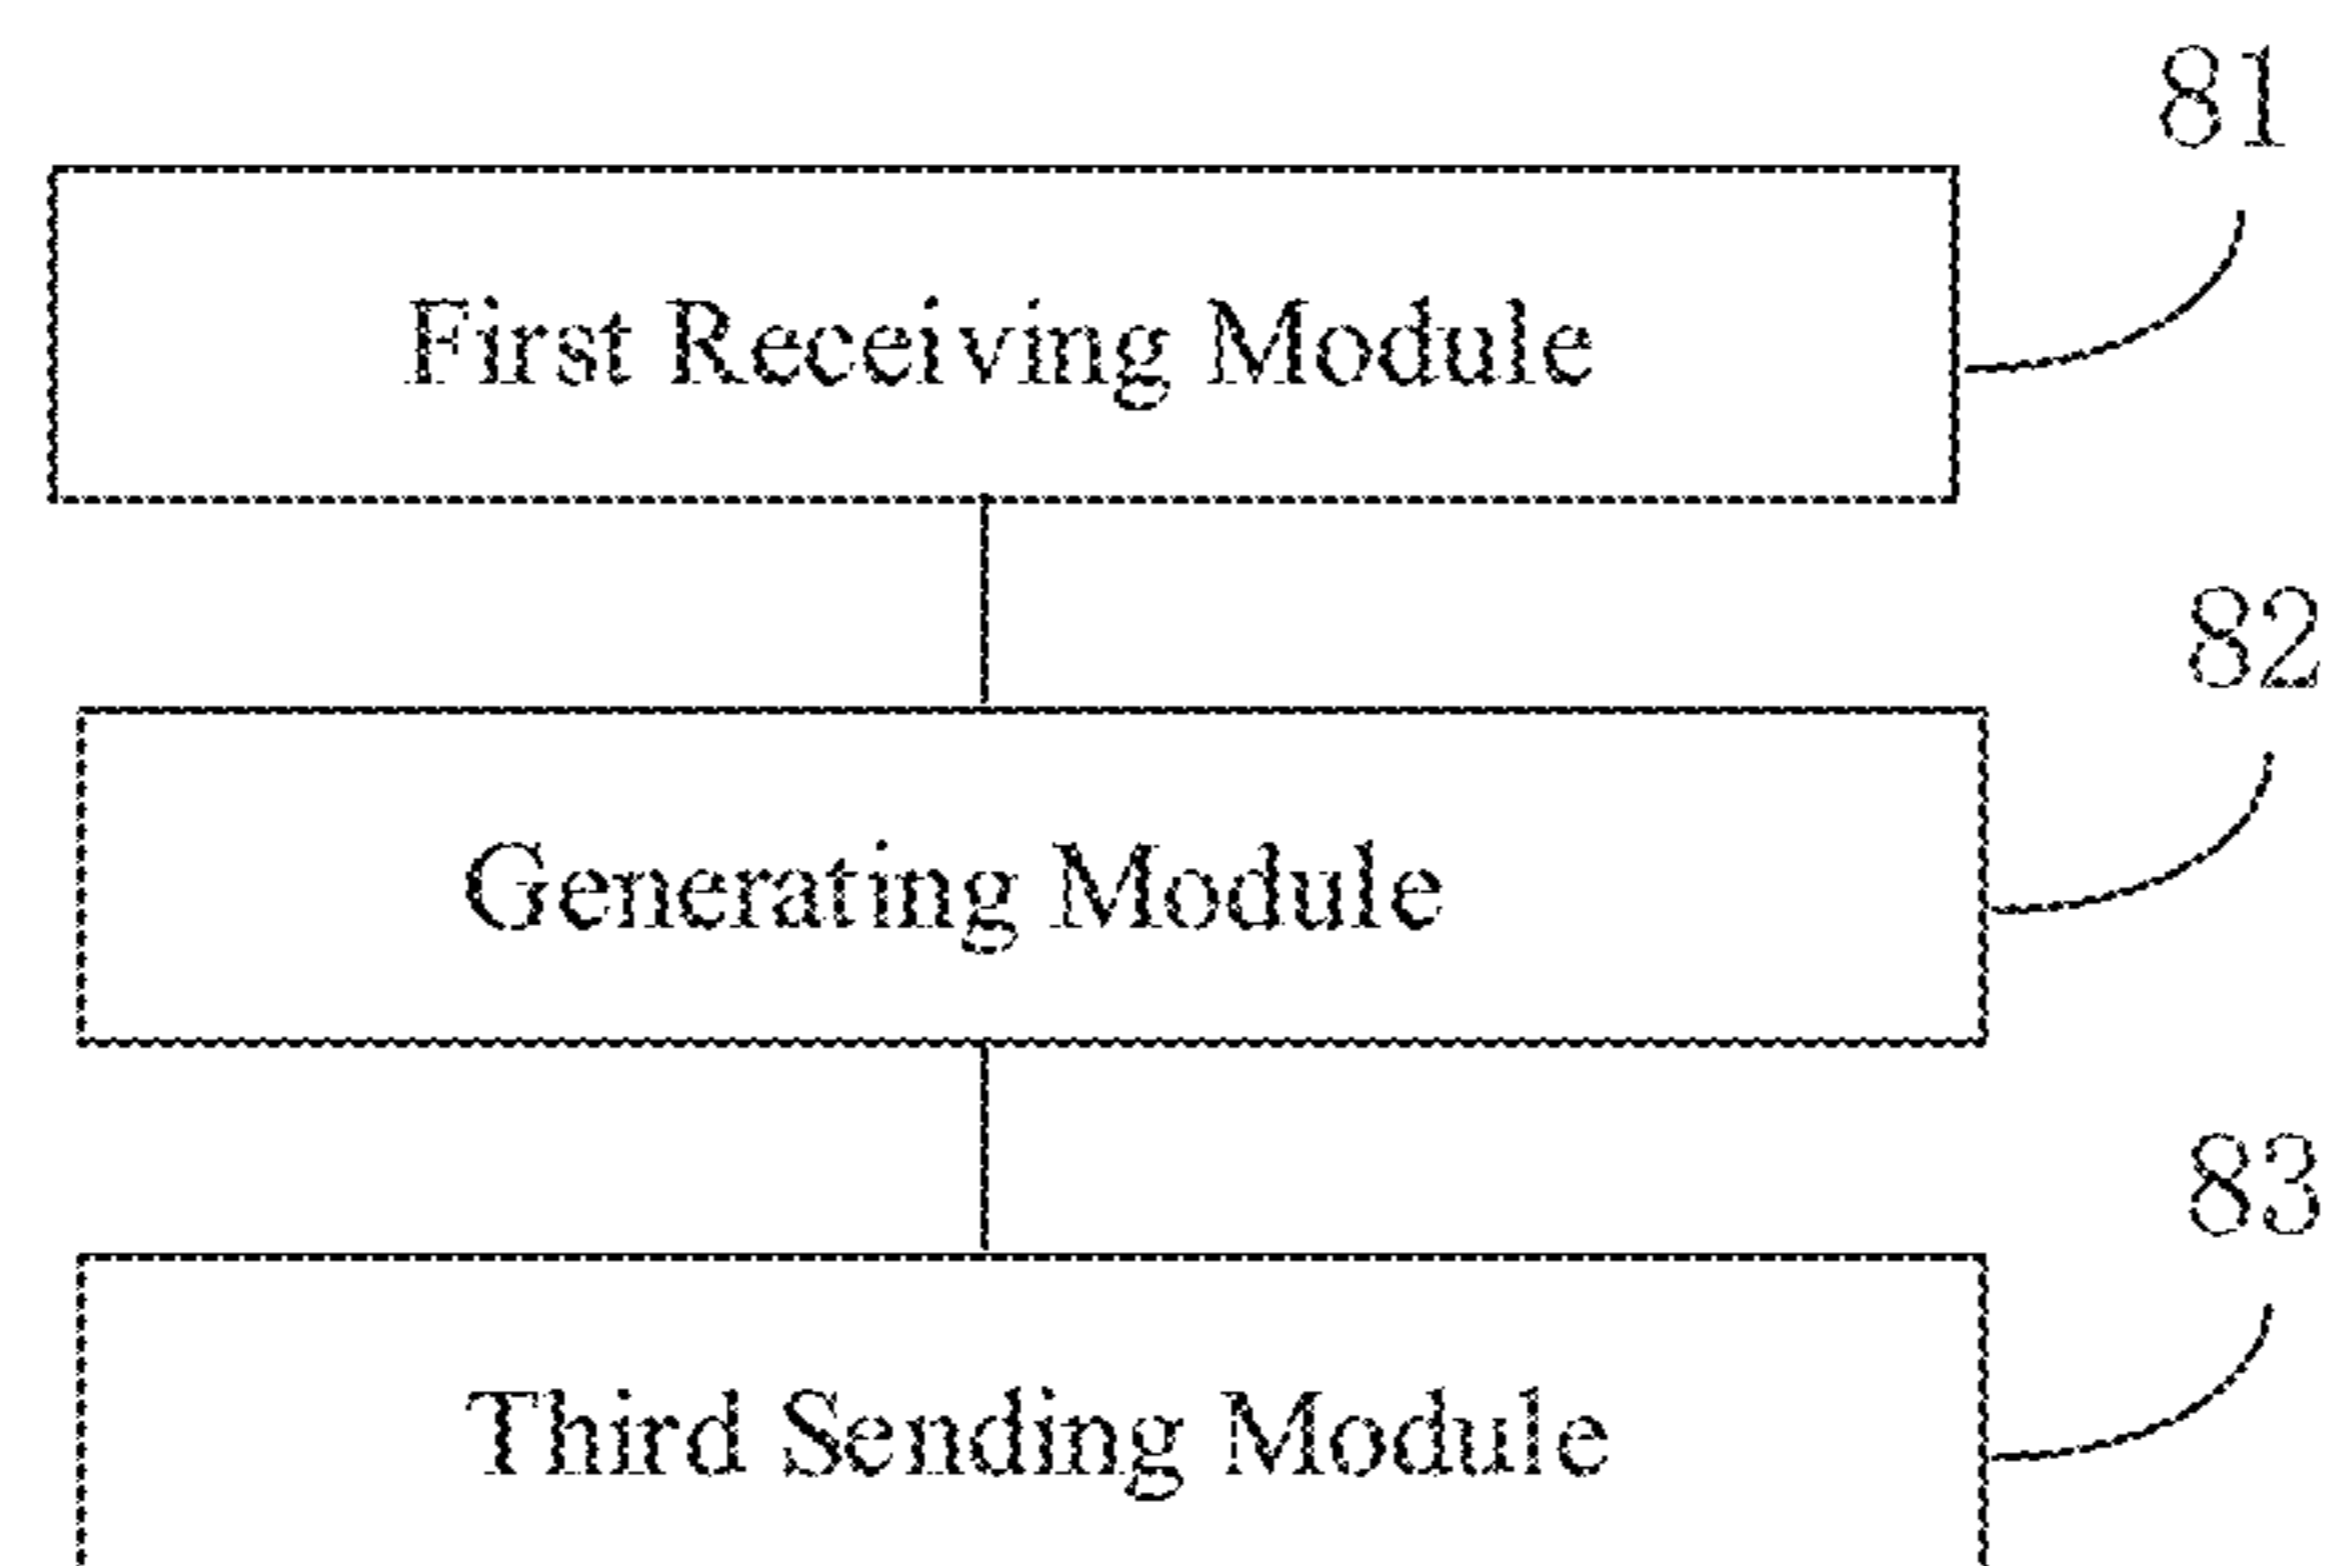 81
First Receiving Module
82
Generating Module
83
Third Sending Module